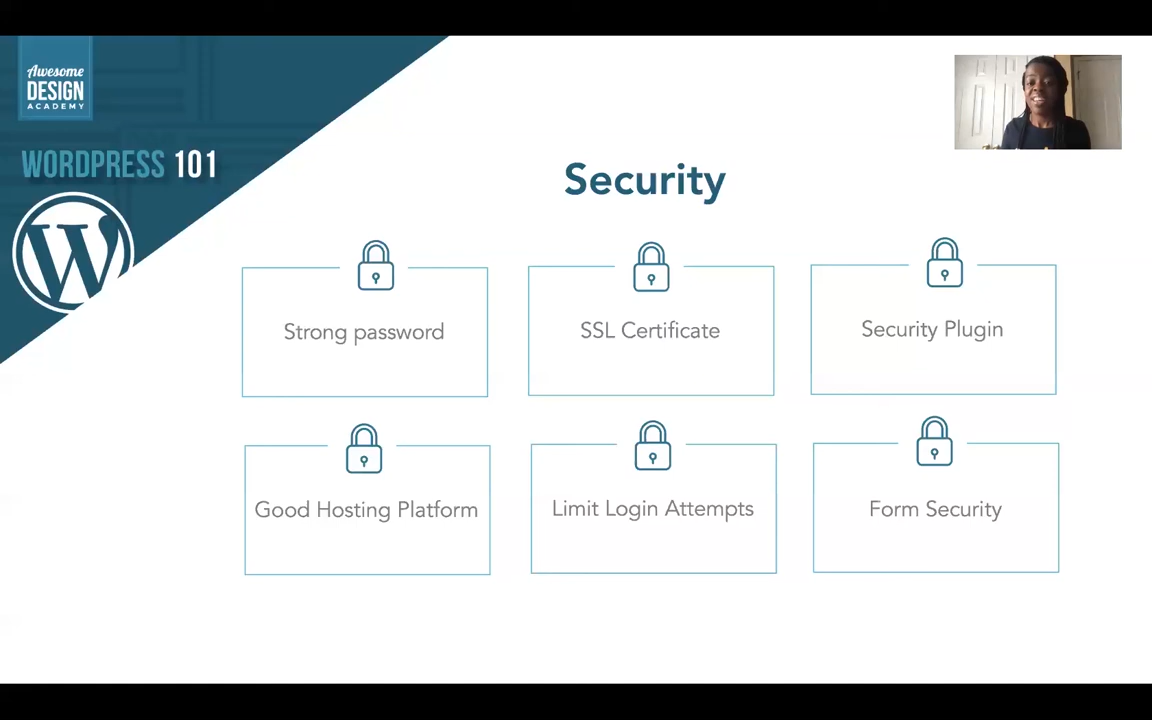 Awesome
DESIGN
ACADEMY
WORDPRESS 101
Security
Strong password
SSL Certificate
Security Plugin
Good Hosting Platform
Limit Login Attempts
Form Security